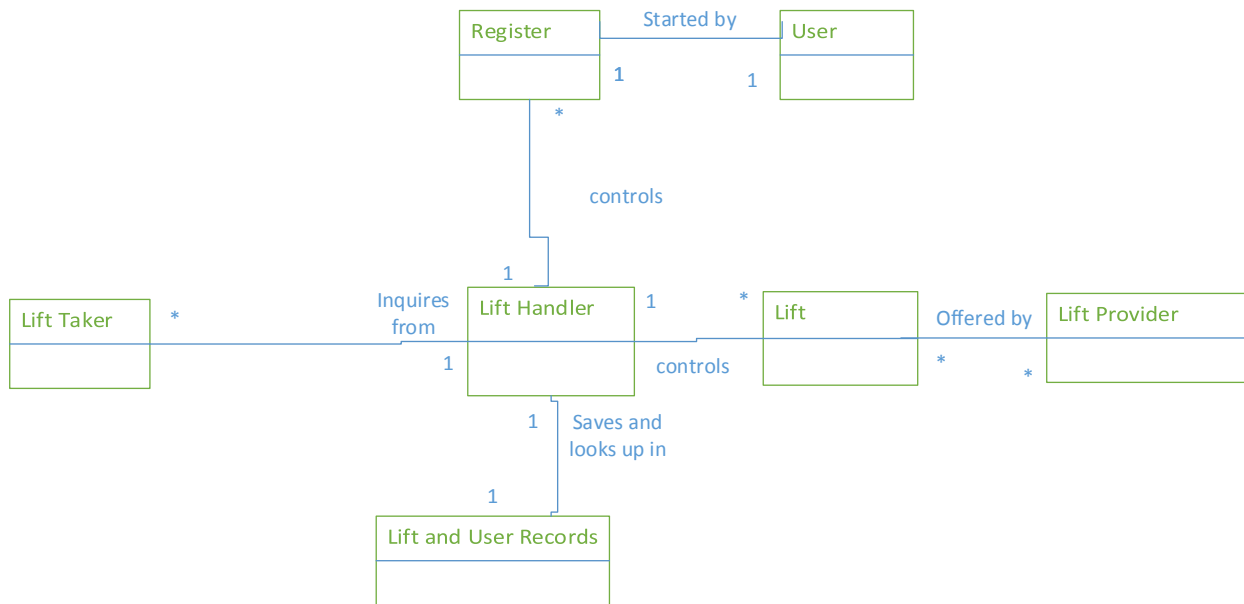 Started by
Register
User
1
1
*
controls
1
Inquires
from
Lift Handler
1
*
Lift
Offered by
Lift Provider
Lift Taker
*
1
controls
*
*
1
Saves and
looks up in
1
Lift and User Records